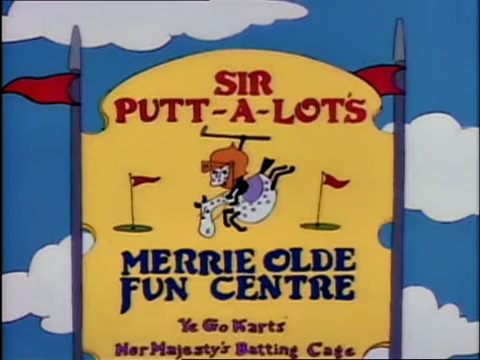 SIR
PUTT-A-LOT'S
MERRIE OLDE
FUN CENTRE
Ye Go Karts
Her Majesty's Batting Cage